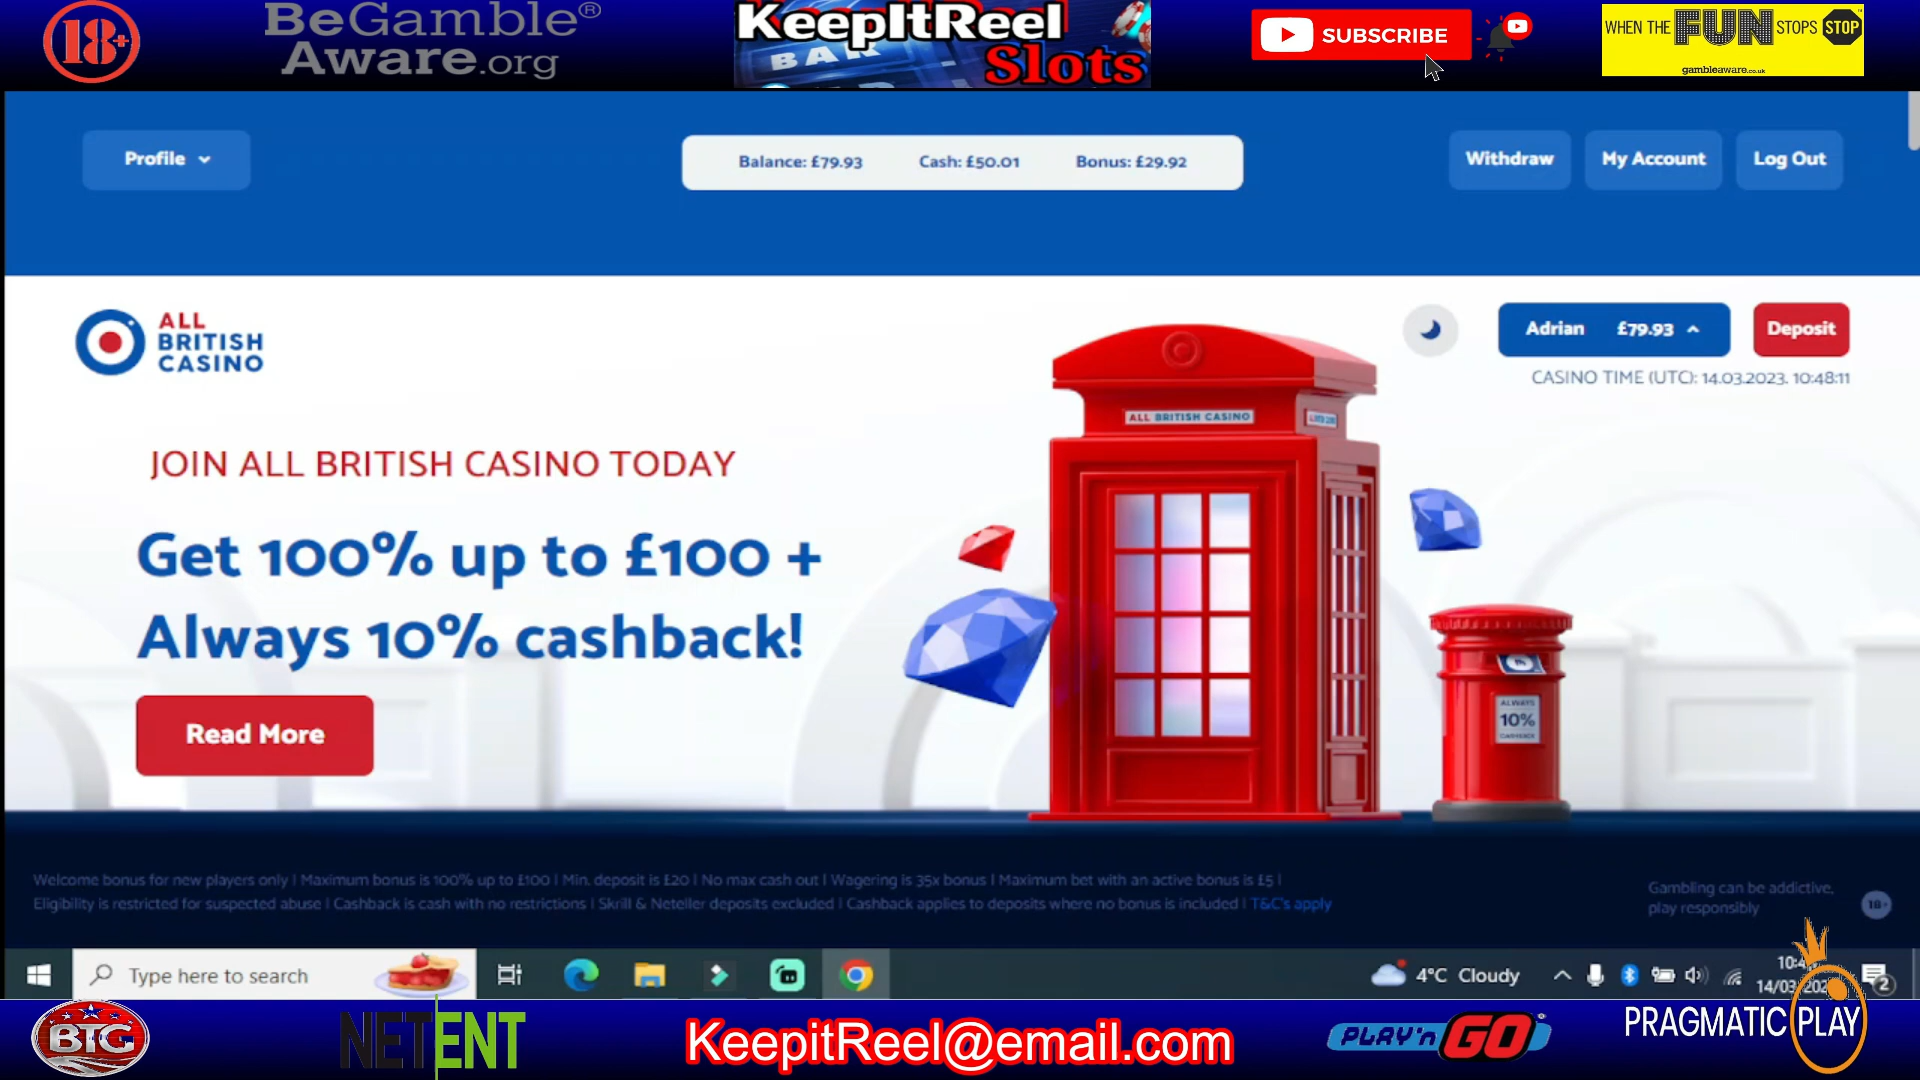 18+
BeGamble®
Aware.org
KeepItReel
BAR
Slots
SUBSCRIBE
WHEN THE FUN STOPS STOP
gambleaware.co.uk
Profile
Balance: £79.93 Cash: £50.01 Bonus: £29.92
Withdraw
My Account
Log Out
ALL
BRITISH
CASINO
Adrian £79.93
Deposit
CASINO TIME (UTC): 14.03.2023. 10:48:11
ALL BRITISH CASINO
JOIN ALL BRITISH CASINO TODAY
Get 100% up to £100 +
Always 10% cashback!
Read More
ALWAYS
10%
CASHBACK
Welcome bonus for new players only | Maximum bonus is 100% up to £100 | Min. deposit is £20 | No max cash out | Wagering is 35x bonus | Maximum bet with an active bonus is £5 |
Eligibility is restricted for suspected abuse | Cashback is cash with no restrictions | Skrill & Neteller deposits excluded | Cashback applies to deposits where no bonus is included | T&C's apply
Gambling can be addictive,
play responsibly
18+
Type here to search
4°C Cloudy
2
BTG
NETENT
KeepitReel@email.com
PLAY'n GO
PRAGMATIC PLAY